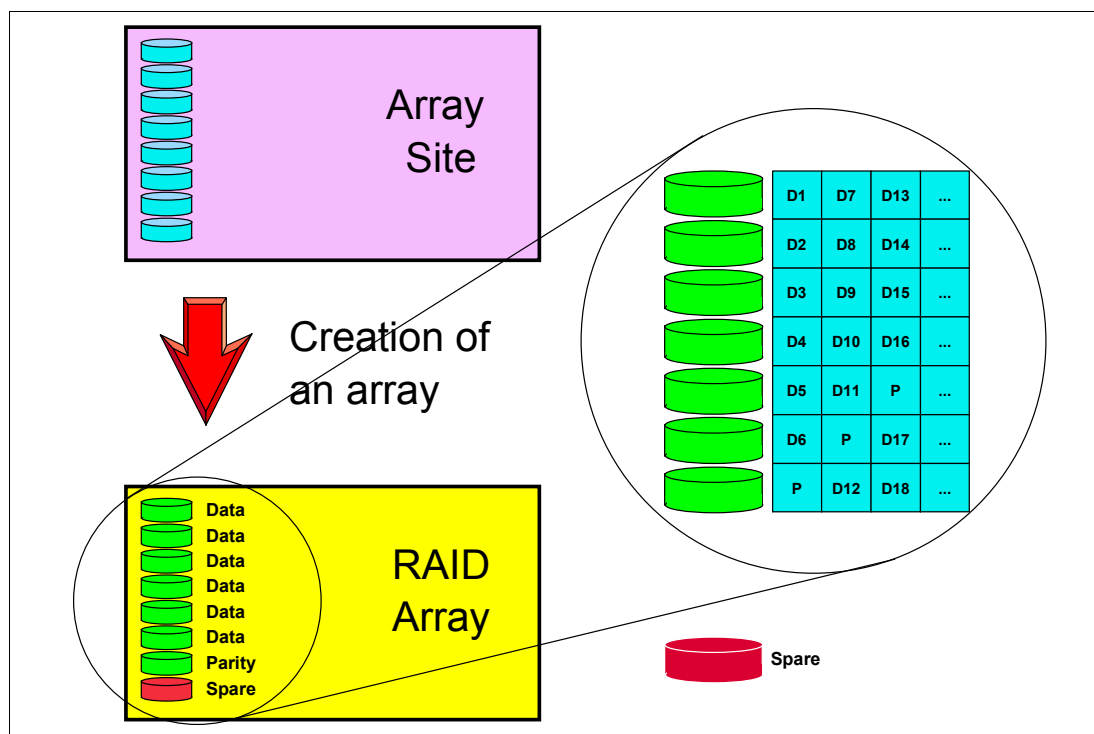 Array
Site
Creation of
an array
Data
Data
Data
Data
Data
Data
Parity
Spare
RAID
Array
D1 D7 D13 ...
D2 D8 D14 ...
D3 D9 D15 ...
D4 D10 D16 ...
D5 D11 P ...
D6 P D17 ...
P D12 D18 ...
Spare